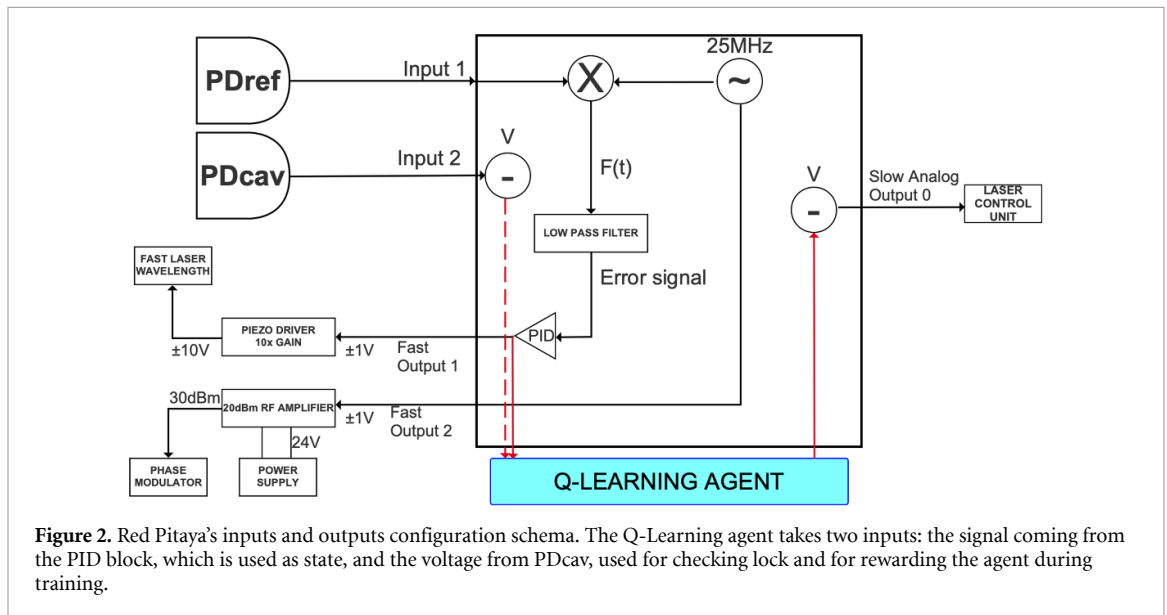 25MHz
PDref
Input 1
X
~
PDcav
Input 2
V
-
F(t)
V
-
Slow Analog
Output 0
LASER
CONTROL
UNIT
LOW PASS FILTER
Error signal
FAST LASER
WAVELENGTH
PID
PIEZO DRIVER
10x GAIN
±10V
±1V
Fast
Output 1
30dBm
20dBm RF AMPLIFIER
±1V
Fast
Output 2
24V
PHASE
MODULATOR
POWER
SUPPLY
Q-LEARNING AGENT
Figure 2. Red Pitaya's inputs and outputs configuration schema. The Q-Learning agent takes two inputs: the signal coming from
the PID block, which is used as state, and the voltage from PDcav, used for checking lock and for rewarding the agent during
training.